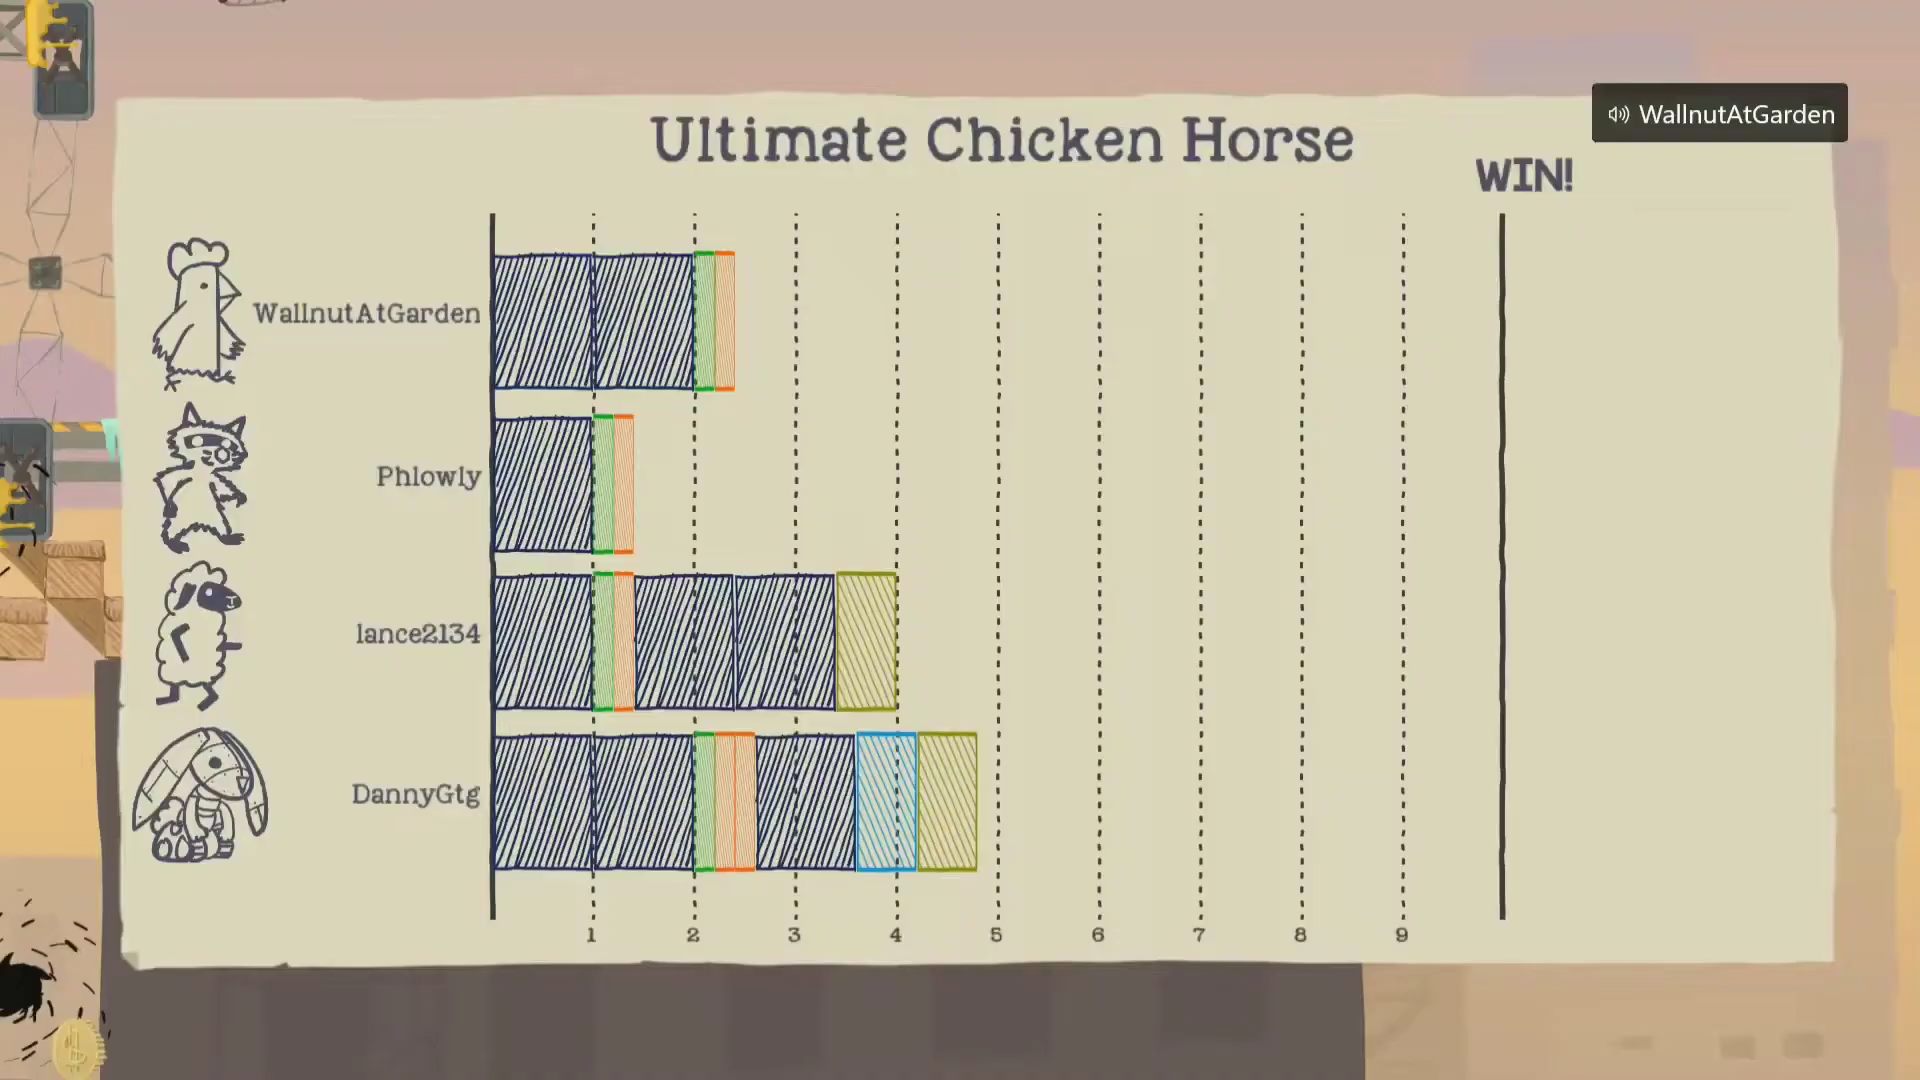 Ultimate Chicken Horse
WallnutAtGarden
WIN!
WallnutAtGarden
Phlowly
lance2134
DannyGtg
1 2 3 4 5 6 7 8 9